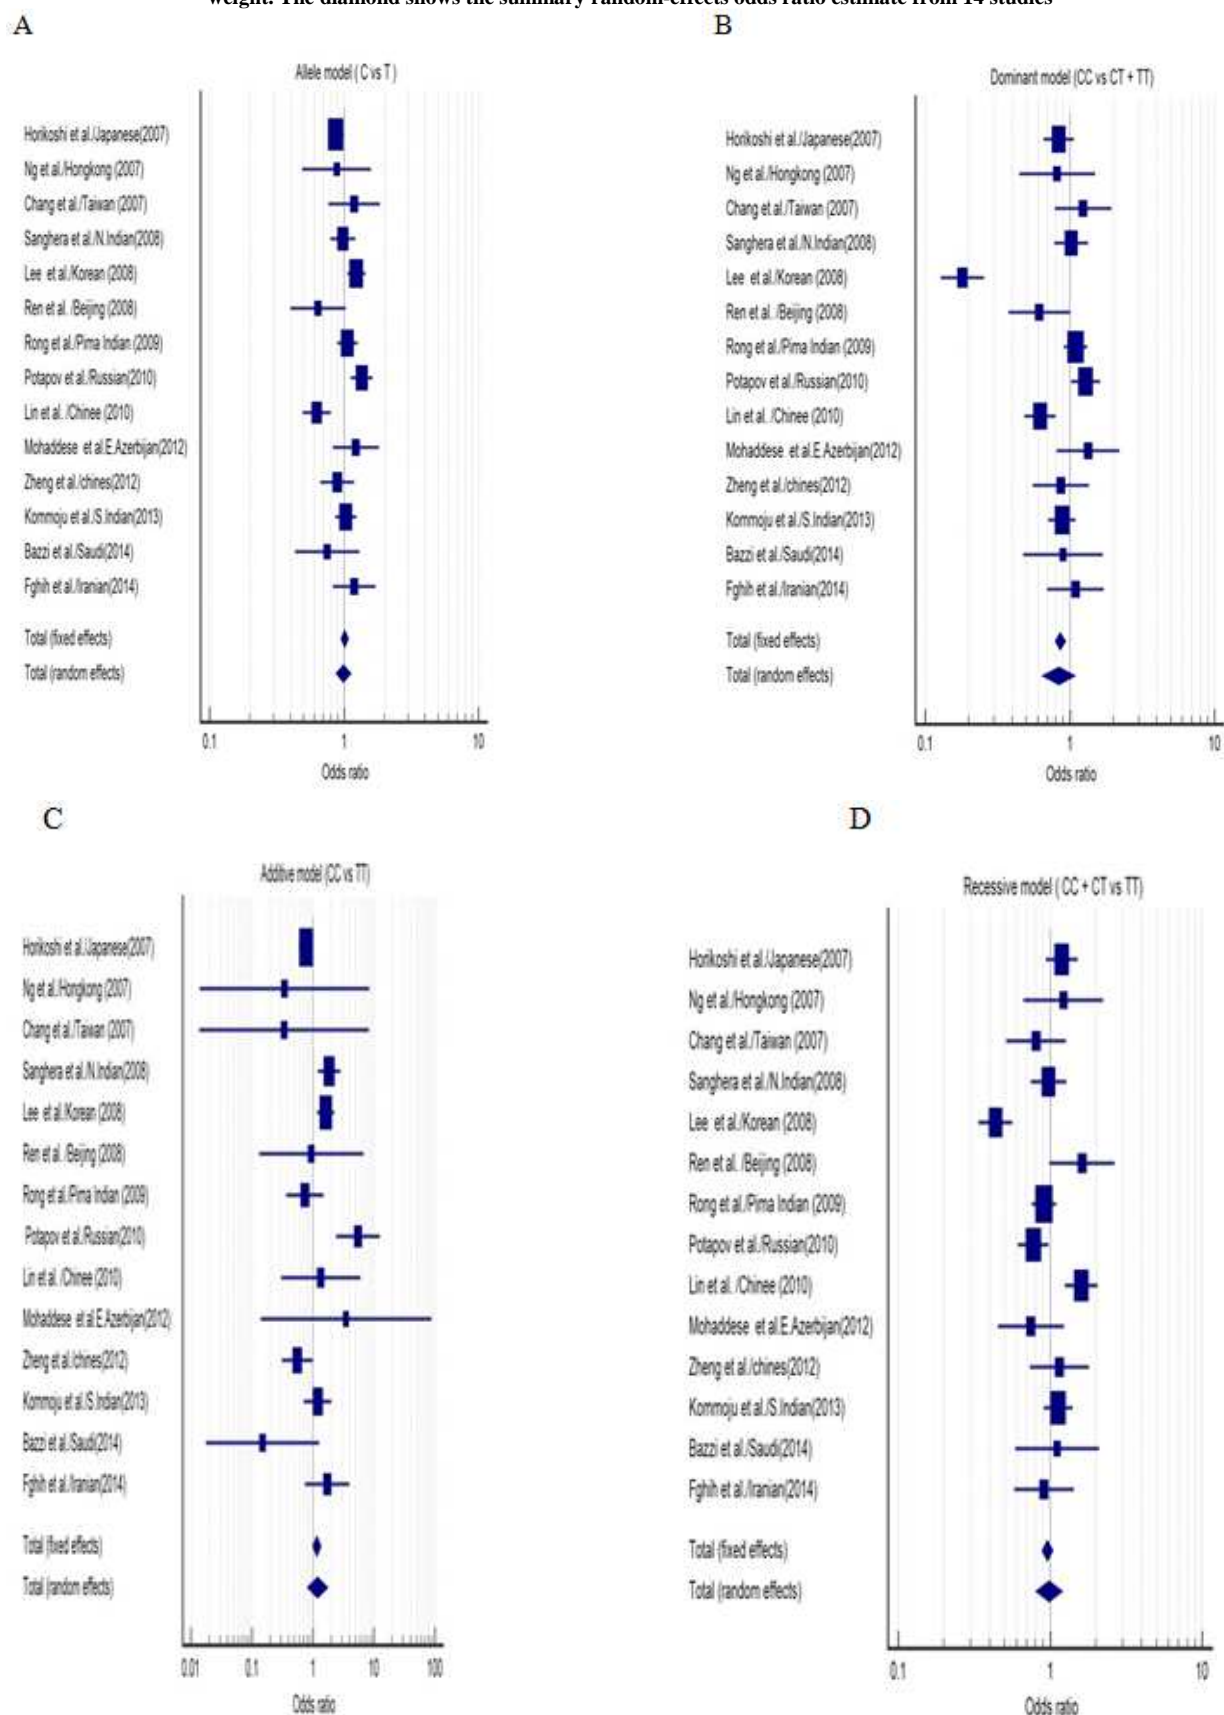 weight. The diamond shows the summary random-effects odds ratio estimate from 14 studies
A
Allele model ( C vs T )
Horikoshi et al./Japanese(2007)
Ng et al./Hongkong (2007)
Chang et al./Taiwan (2007)
Sanghera et al./N.Indian(2008)
Lee et al./Korean (2008)
Ren et al. /Beijing (2008)
Rong et al./Pima Indian (2009)
Potapov et al./Russian(2010)
Lin et al. /Chinee (2010)
Mohaddese et al.E.Azerbijan(2012)
Zheng et al./chines(2012)
Kommoju et al./S.Indian(2013)
Bazzi et al./Saudi(2014)
Fghih et al./Iranian(2014)
Total (fixed effects)
Total (random effects)
0.1 1 10
Odds ratio
B
Dominant model (CC vs CT + TT)
Horikoshi et al./Japanese(2007)
Ng et al./Hongkong (2007)
Chang et al./Taiwan (2007)
Sanghera et al./N.Indian(2008)
Lee et al./Korean (2008)
Ren et al. /Beijing (2008)
Rong et al./Pima Indian (2009)
Potapov et al./Russian(2010)
Lin et al. /Chinee (2010)
Mohaddese et al.E.Azerbijan(2012)
Zheng et al./chines(2012)
Kommoju et al./S.Indian(2013)
Bazzi et al./Saudi(2014)
Fghih et al./Iranian(2014)
Total (fixed effects)
Total (random effects)
0.1 1 10
Odds ratio
C
Additive model (CC vs TT)
Horikoshi et al./Japanese(2007)
Ng et al./Hongkong (2007)
Chang et al./Taiwan (2007)
Sanghera et al./N.Indian(2008)
Lee et al./Korean (2008)
Ren et al. /Beijing (2008)
Rong et al./Pima Indian (2009)
Potapov et al./Russian(2010)
Lin et al. /Chinee (2010)
Mohaddese et al.E.Azerbijan(2012)
Zheng et al./chines(2012)
Kommoju et al./S.Indian(2013)
Bazzi et al./Saudi(2014)
Fghih et al./Iranian(2014)
Total (fixed effects)
Total (random effects)
0.01 0.1 1 10 100
Odds ratio
D
Recessive model ( CC + CT vs TT)
Horikoshi et al./Japanese(2007)
Ng et al./Hongkong (2007)
Chang et al./Taiwan (2007)
Sanghera et al./N.Indian(2008)
Lee et al./Korean (2008)
Ren et al. /Beijing (2008)
Rong et al./Pima Indian (2009)
Potapov et al./Russian(2010)
Lin et al. /Chinee (2010)
Mohaddese et al.E.Azerbijan(2012)
Zheng et al./chines(2012)
Kommoju et al./S.Indian(2013)
Bazzi et al./Saudi(2014)
Fghih et al./Iranian(2014)
Total (fixed effects)
Total (random effects)
0.1 1 10
Odds ratio